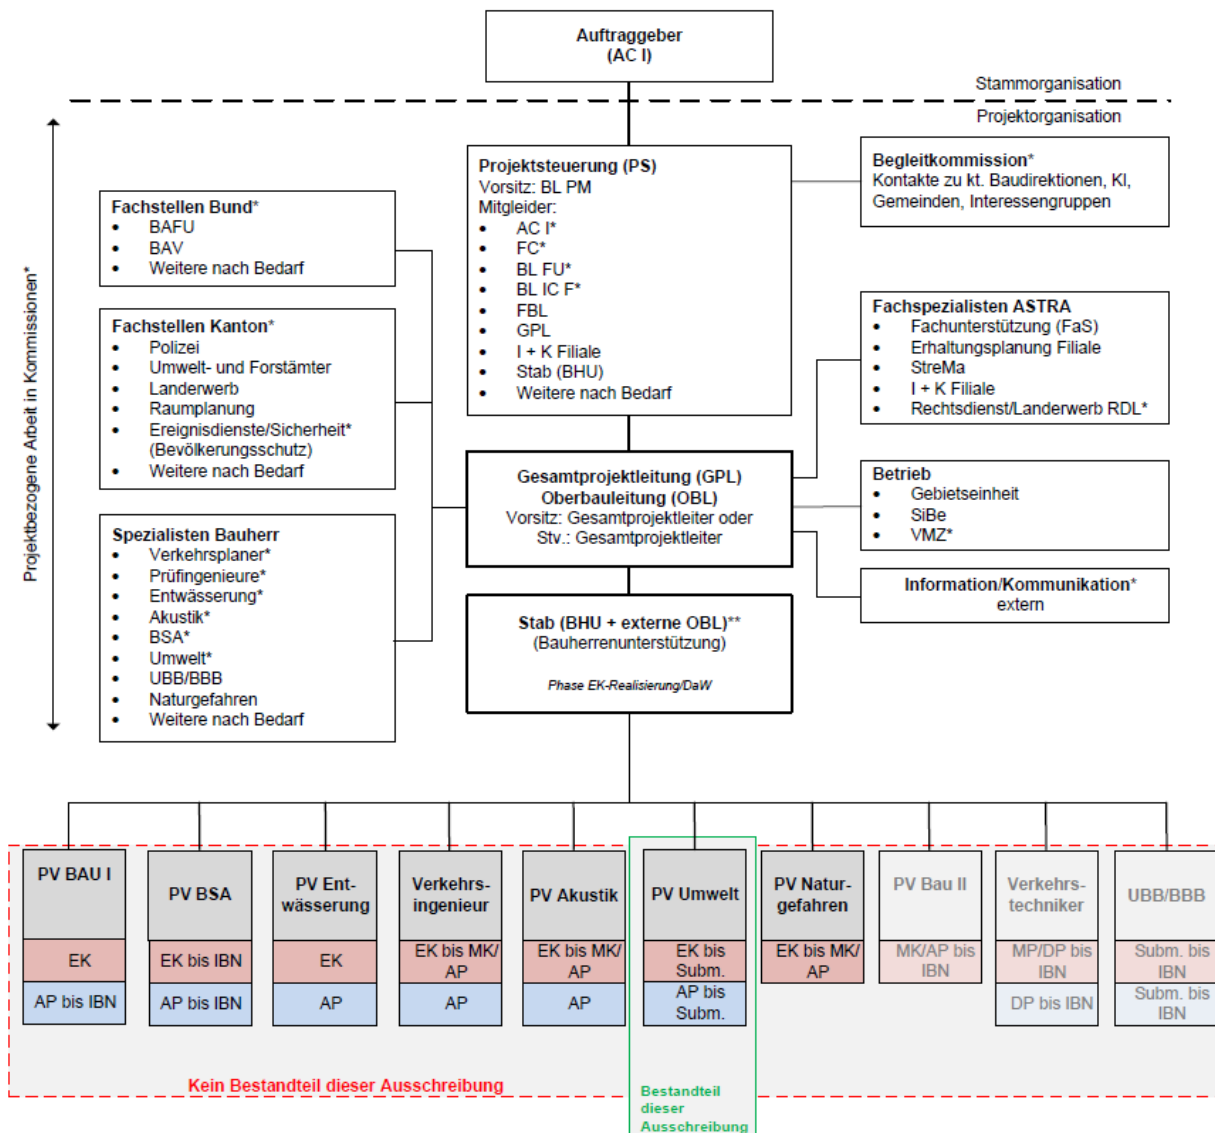 Auftraggeber
(AC I)
Stammorganisation
Projektorganisation
Projektbezogene Arbeit in Kommissionen*
Projektsteuerung (PS)
Vorsitz: BL PM
Mitgleider:
• AC I*
• FC*
• BL FU*
• BL IC F*
• FBL
• GPL
• I + K Filiale
• Stab (BHU)
• Weitere nach Bedarf
Begleitkommission*
Kontakte zu kt. Baudirektionen, KI,
Gemeinden, Interessengruppen
Fachstellen Bund*
• BAFU
• BAV
• Weitere nach Bedarf
Fachstellen Kanton*
• Polizei
• Umwelt- und Forstämter
• Landerwerb
• Raumplanung
• Ereignisdienste/Sicherheit*
(Bevölkerungsschutz)
• Weitere nach Bedarf
Spezialisten Bauherr
• Verkehrsplaner*
• Prüfingenieure*
• Entwässerung*
• Akustik*
• BSA*
• Umwelt*
• UBB/BBB
• Naturgefahren
• Weitere nach Bedarf
Fachspezialisten ASTRA
• Fachunterstützung (FaS)
• Erhaltungsplanung Filiale
• StreMa
• I + K Filiale
• Rechtsdienst/Landerwerb RDL*
Gesamtprojektleitung (GPL)
Oberbauleitung (OBL)
Vorsitz: Gesamtprojektleiter oder
Stv.: Gesamtprojektleiter
Betrieb
• Gebietseinheit
• SiBe
• VMZ*
Information/Kommunikation*
extern
Stab (BHU + externe OBL)**
(Bauherrenunterstützung)
Phase EK-Realisierung/DaW
PV BAU I
EK
AP bis IBN
PV BSA
EK bis IBN
AP bis IBN
PV Ent-
wässerung
EK
AP
Verkehrs-
ingenieur
EK bis MK/
AP
AP
PV Akustik
EK bis MK/
AP
AP
PV Umwelt
EK bis
Subm.
AP bis
Subm.
PV Natur-
gefahren
EK bis MK/
AP
PV Bau II
MK/AP bis
IBN
Verkehrs-
techniker
MP/DP bis
IBN
DP bis IBN
UBB/BBB
Subm. bis
IBN
Subm. bis
IBN
Kein Bestandteil dieser Ausschreibung
Bestandteil
dieser
Ausschreibung